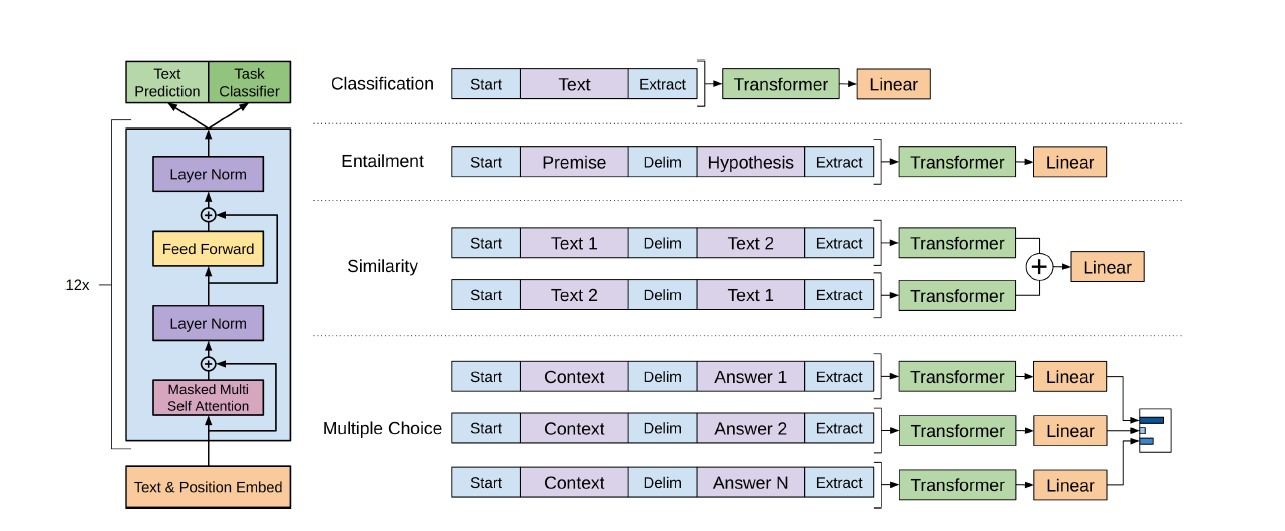 Text
Prediction
Task
Classifier
12x
Layer Norm
+
Feed Forward
Layer Norm
+
Masked Multi
Self Attention
Text & Position Embed
Classification
Start Text Extract Transformer Linear
Entailment
Start Premise Delim Hypothesis Extract Transformer Linear
Similarity
Start Text 1 Delim Text 2 Extract Transformer
+ Linear
Start Text 2 Delim Text 1 Extract Transformer
Multiple Choice
Start Context Delim Answer 1 Extract Transformer Linear
Start Context Delim Answer 2 Extract Transformer Linear
Start Context Delim Answer N Extract Transformer Linear